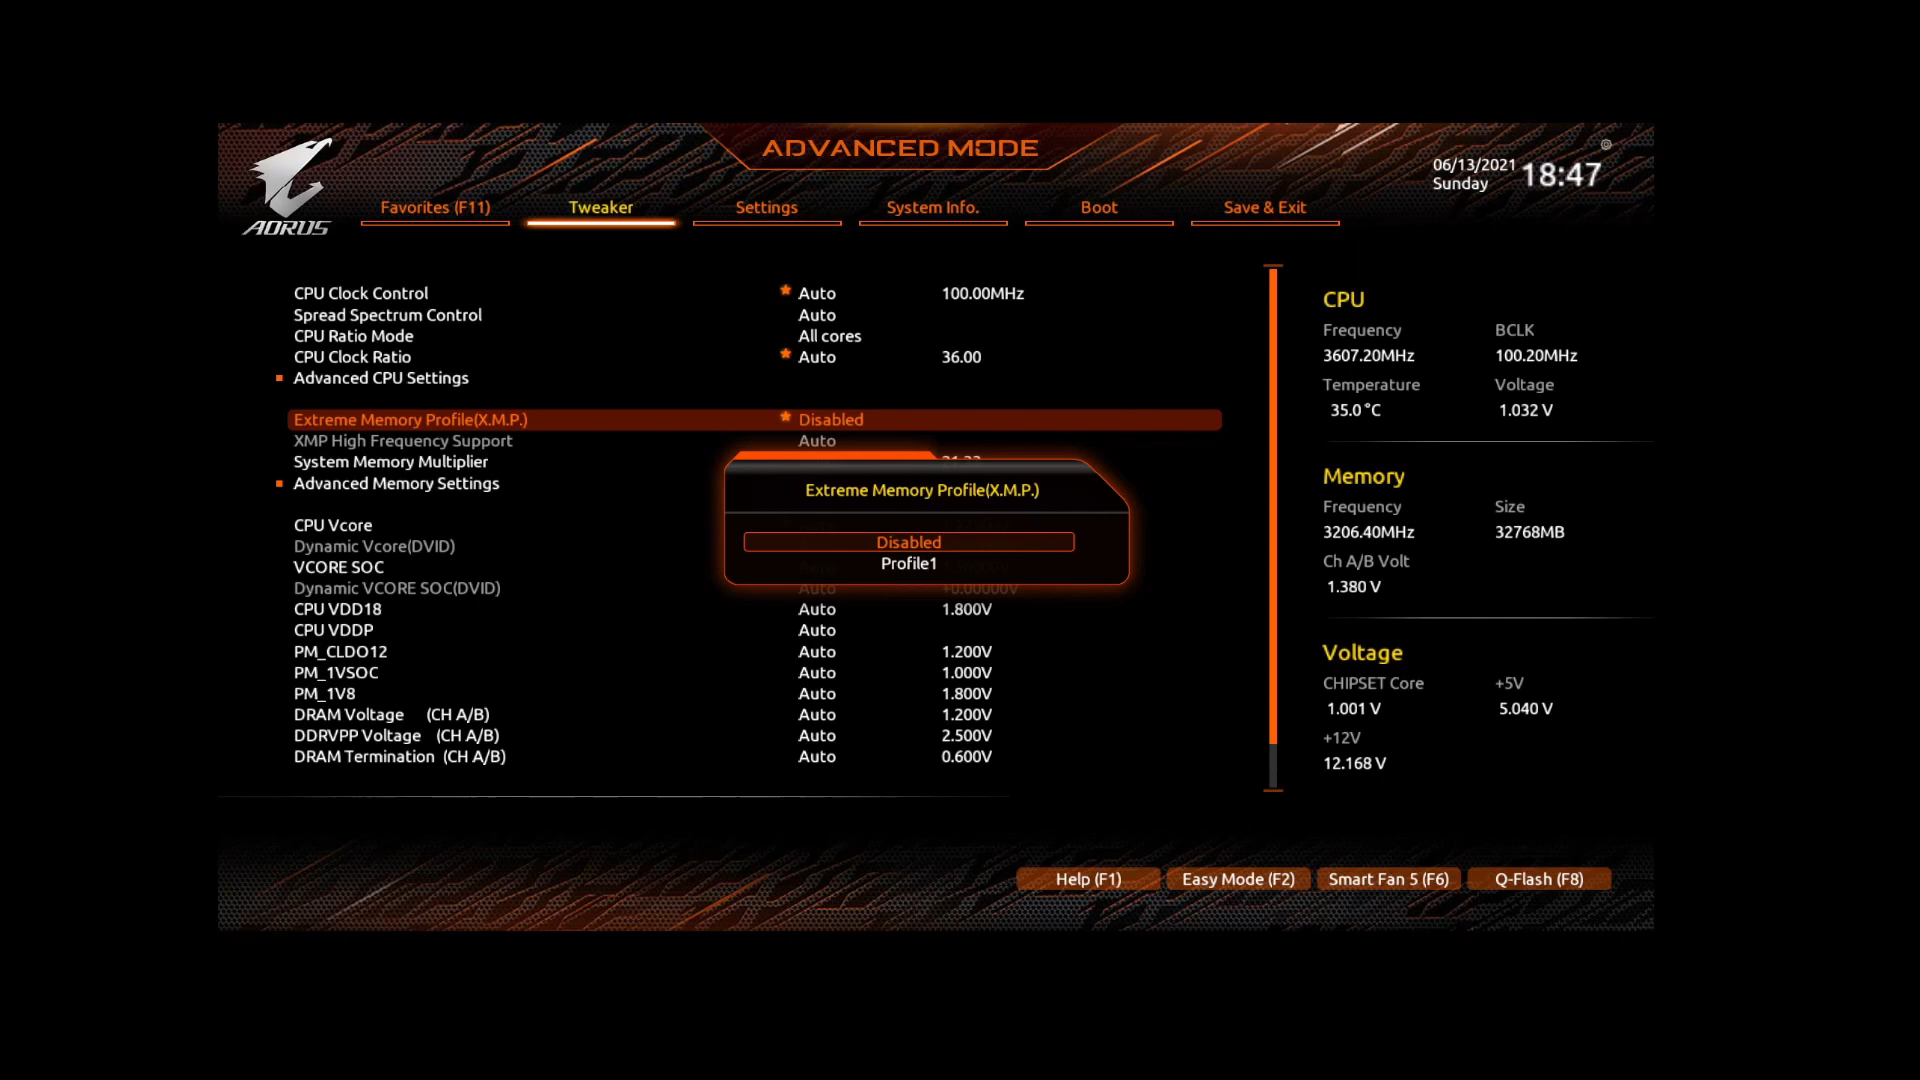 ADVANCED MODE
AORUS
06/13/2021
Sunday
18:47
Favorites (F11)
Tweaker
Settings
System Info.
Boot
Save & Exit
CPU Clock Control Auto 100.00MHz
Spread Spectrum Control Auto
CPU Ratio Mode All cores
CPU Clock Ratio Auto 36.00
Advanced CPU Settings
Extreme Memory Profile(X.M.P.) Disabled
XMP High Frequency Support Auto
System Memory Multiplier
Advanced Memory Settings
CPU Vcore
Dynamic Vcore(DVID)
VCORE SOC
Dynamic VCORE SOC(DVID) Auto +0.00000V
CPU VDD18 Auto 1.800V
CPU VDDP Auto
PM_CLDO12 Auto 1.200V
PM_1VSOC Auto 1.000V
PM_1V8 Auto 1.800V
DRAM Voltage (CH A/B) Auto 1.200V
DDRVPP Voltage (CH A/B) Auto 2.500V
DRAM Termination (CH A/B) Auto 0.600V
Extreme Memory Profile(X.M.P.)
Disabled
Profile1
CPU
Frequency BCLK
3607.20MHz 100.20MHz
Temperature Voltage
35.0 °C 1.032 V
Memory
Frequency Size
3206.40MHz 32768MB
Ch A/B Volt
1.380 V
Voltage
CHIPSET Core +5V
1.001 V 5.040 V
+12V
12.168 V
Help (F1)
Easy Mode (F2)
Smart Fan 5 (F6)
Q-Flash (F8)